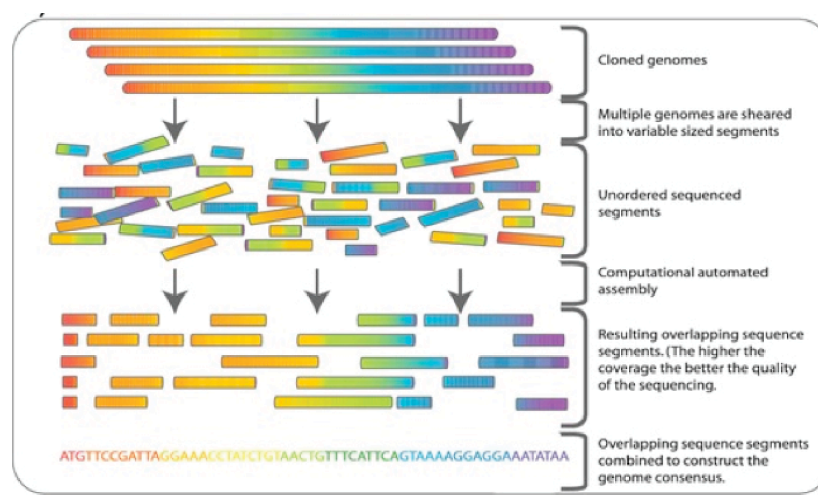 Cloned genomes
Multiple genomes are sheared
into variable sized segments
Unordered sequenced
segments
Computational automated
assembly
Resulting overlapping sequence
segments. (The higher the
coverage the better the quality
of the sequencing.
ATGTTCCGATTAGGAAACCTATCTGTAACTGTTTCATTCAGTAAAAGGAGGAAATATAA
Overlapping sequence segments
combined to construct the
genome consensus.